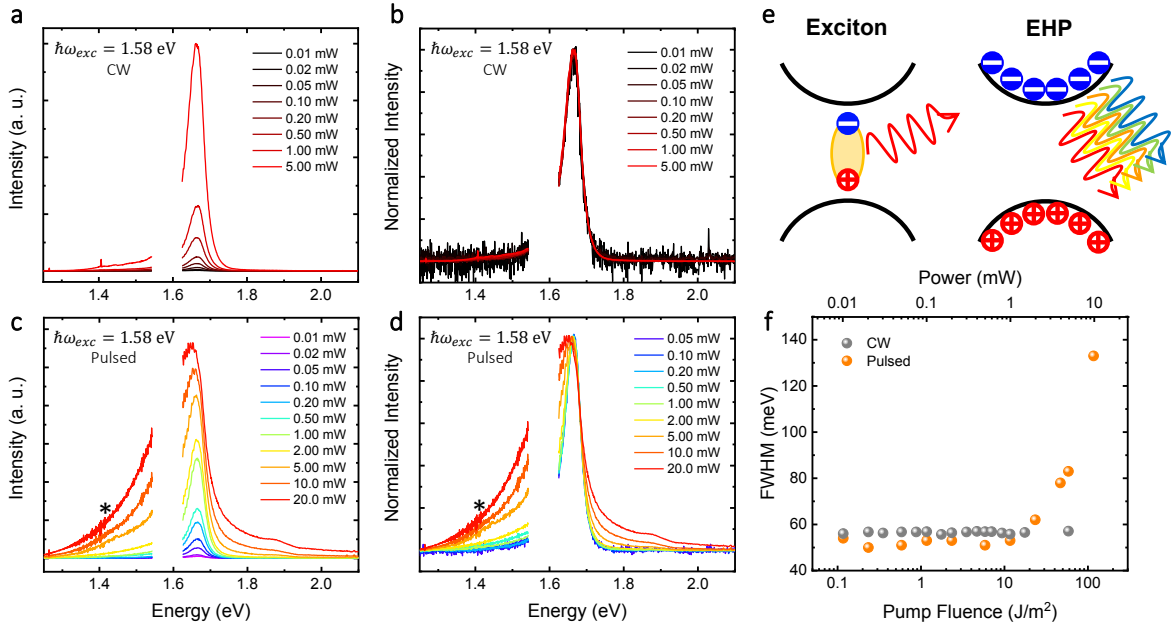 a
ħω_exc = 1.58 eV
CW
0.01 mW
0.02 mW
0.05 mW
0.10 mW
0.20 mW
0.50 mW
1.00 mW
5.00 mW
Intensity (a. u.)
1.4 1.6 1.8 2.0
b
ħω_exc = 1.58 eV
CW
0.01 mW
0.02 mW
0.05 mW
0.10 mW
0.20 mW
0.50 mW
1.00 mW
5.00 mW
Normalized Intensity
1.4 1.6 1.8 2.0
e
Exciton EHP
c
ħω_exc = 1.58 eV
Pulsed
0.01 mW
0.02 mW
0.05 mW
0.10 mW
0.20 mW
0.50 mW
1.00 mW
2.00 mW
5.00 mW
10.0 mW
20.0 mW
*
Intensity (a. u.)
1.4 1.6 1.8 2.0
Energy (eV)
d
ħω_exc = 1.58 eV
Pulsed
0.05 mW
0.10 mW
0.20 mW
0.50 mW
1.00 mW
2.00 mW
5.00 mW
10.0 mW
20.0 mW
*
Normalized Intensity
1.4 1.6 1.8 2.0
Energy (eV)
Power (mW)
0.01 0.1 1 10
f
CW
Pulsed
FWHM (meV)
140
120
100
80
60
40
0.1 1 10 100
Pump Fluence (J/m²)